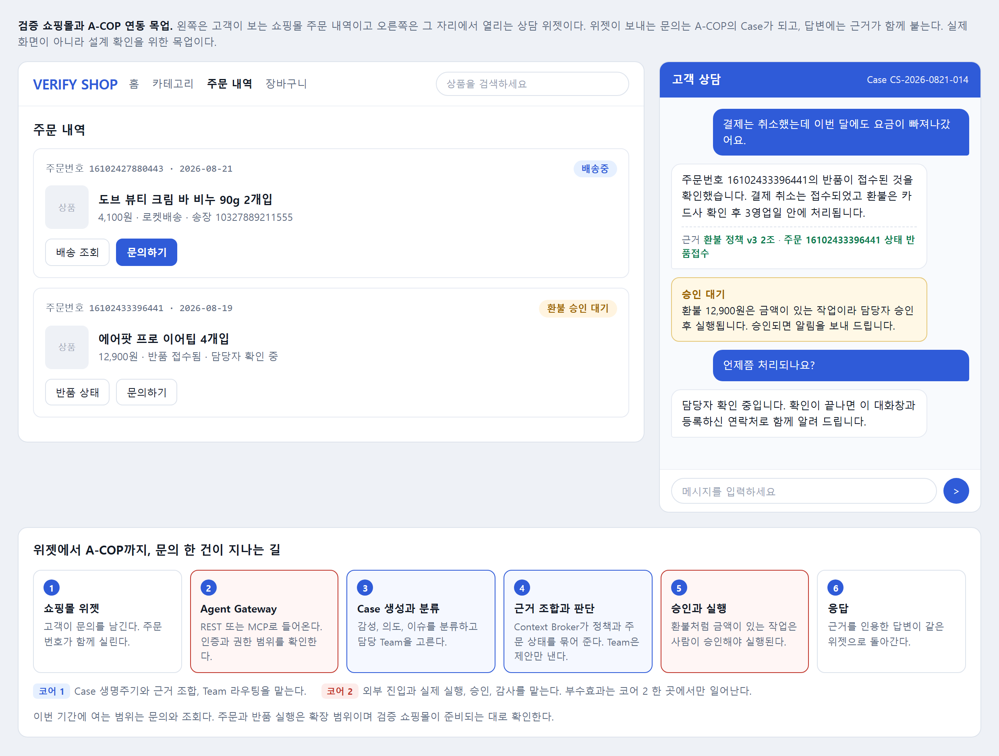 검증 쇼핑몰과 A-COP 연동 목업. 왼쪽은 고객이 보는 쇼핑몰 주문 내역이고 오른쪽은 그 자리에서 열리는 상담 위젯이다. 위젯이 보내는 문의는 A-COP의 Case가 되고, 답변에는 근거가 함께 붙는다. 실제
화면이 아니라 설계 확인을 위한 목업이다.
VERIFY SHOP 홈 카테고리 주문 내역 장바구니 상품을 검색하세요
주문 내역
주문번호 16102427880443 · 2026-08-21 배송중
상품
도브 뷰티 크림 바 비누 90g 2개입
4,100원 · 로켓배송 · 송장 10327889211555
배송 조회 문의하기
주문번호 16102433396441 · 2026-08-19 환불 승인 대기
상품
에어팟 프로 이어팁 4개입
12,900원 · 반품 접수됨 · 담당자 확인 중
반품 상태 문의하기
고객 상담 Case CS-2026-0821-014
결제는 취소했는데 이번 달에도 요금이 빠져나갔
어요.
주문번호 16102433396441의 반품이 접수된 것을
확인했습니다. 결제 취소는 접수되었고 환불은 카
드사 확인 후 3영업일 안에 처리됩니다.
근거 환불 정책 v3 2조 · 주문 16102433396441 상태 반
품접수
승인 대기
환불 12,900원은 금액이 있는 작업이라 담당자 승인
후 실행됩니다. 승인되면 알림을 보내 드립니다.
언제쯤 처리되나요?
담당자 확인 중입니다. 확인이 끝나면 이 대화창과
등록하신 연락처로 함께 알려 드립니다.
메시지를 입력하세요 >
위젯에서 A-COP까지, 문의 한 건이 지나는 길
1
쇼핑몰 위젯
고객이 문의를 남긴다. 주문
번호가 함께 실린다.
2
Agent Gateway
REST 또는 MCP로 들어온다.
인증과 권한 범위를 확인한
다.
3
Case 생성과 분류
감성, 의도, 이슈를 분류하고
담당 Team을 고른다.
4
근거 조합과 판단
Context Broker가 정책과 주
문 상태를 묶어 준다. Team은
제안만 낸다.
5
승인과 실행
환불처럼 금액이 있는 작업은
사람이 승인해야 실행된다.
6
응답
근거를 인용한 답변이 같은
위젯으로 돌아간다.
코어 1 Case 생명주기와 근거 조합, Team 라우팅을 맡는다. 코어 2 외부 진입과 실제 실행, 승인, 감사를 맡는다. 부수효과는 코어 2 한 곳에서만 일어난다.
이번 기간에 여는 범위는 문의와 조회다. 주문과 반품 실행은 확장 범위이며 검증 쇼핑몰이 준비되는 대로 확인한다.